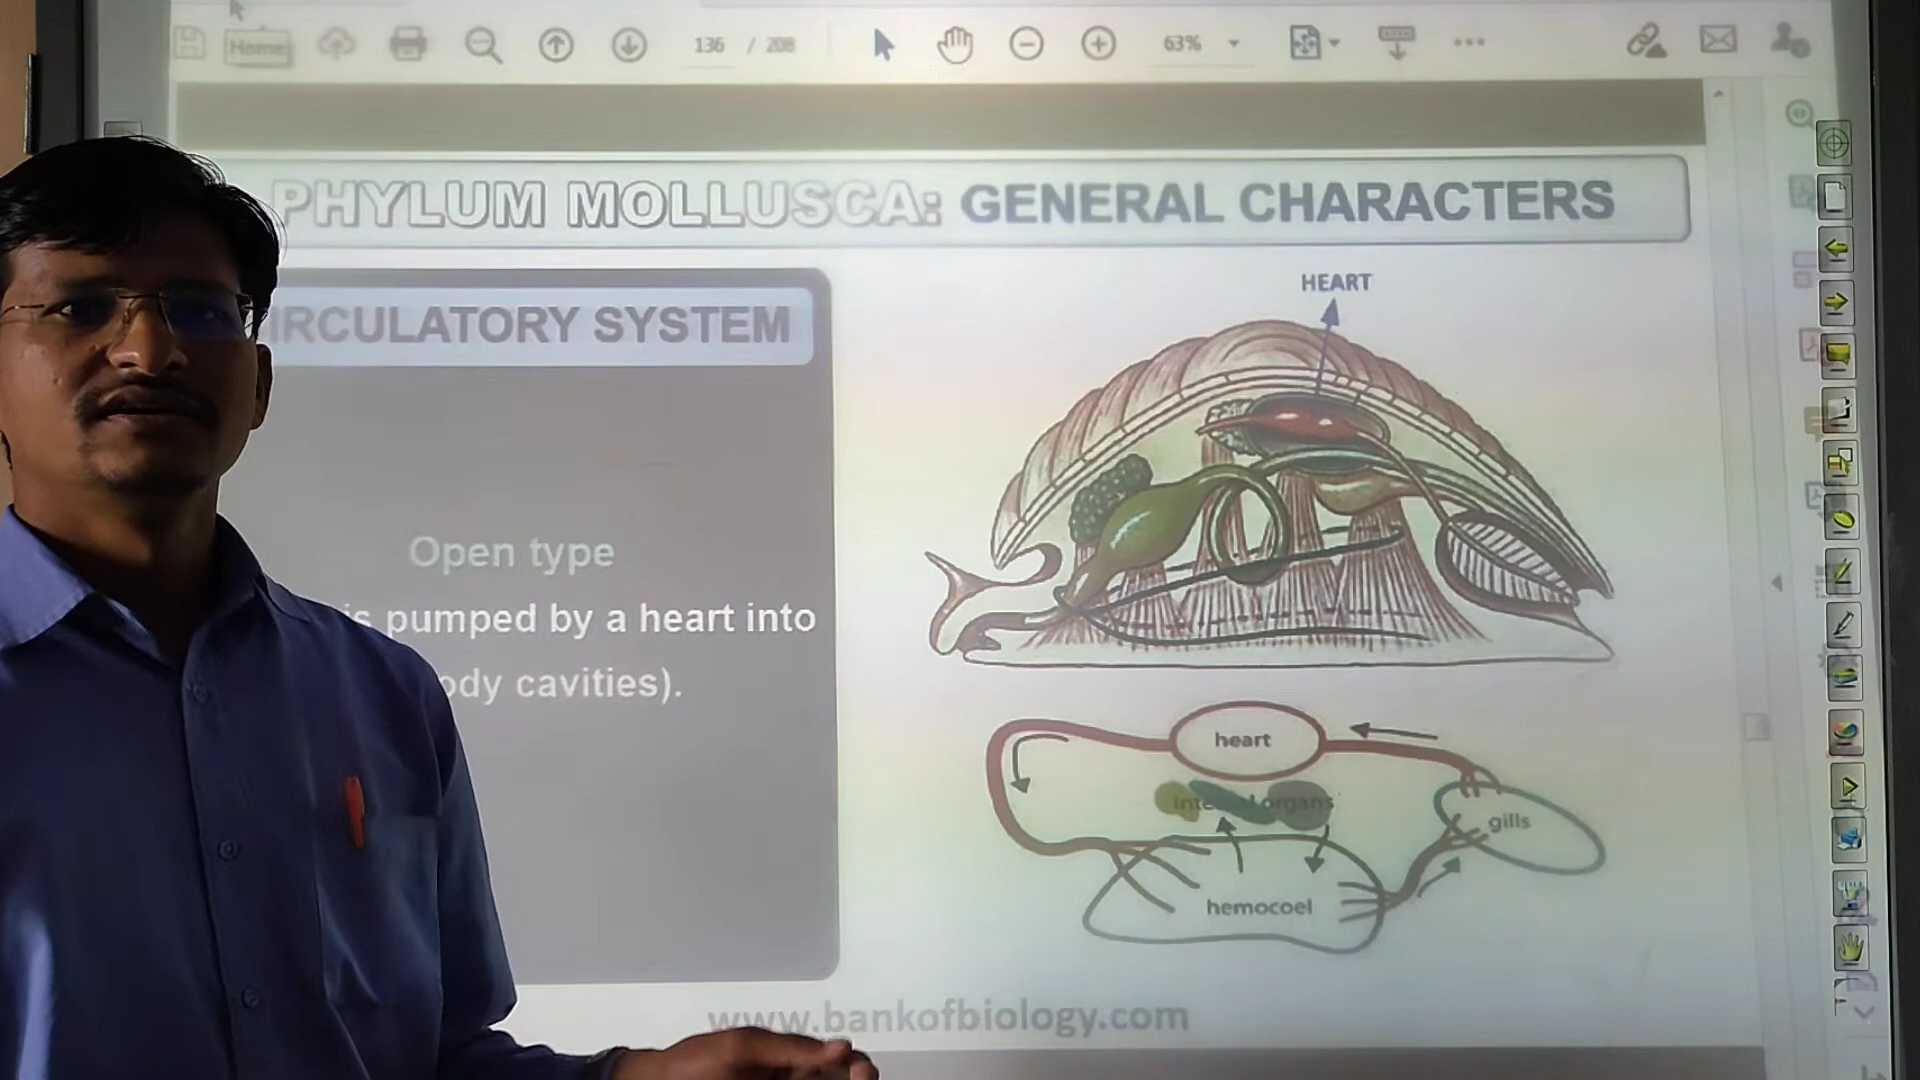 Home
136 / 208
63%
PHYLUM MOLLUSCA: GENERAL CHARACTERS
IRCULATORY SYSTEM
HEART
Open type
is pumped by a heart into
ody cavities).
heart
organs
gills
hemocoel
www.bankofbiology.com